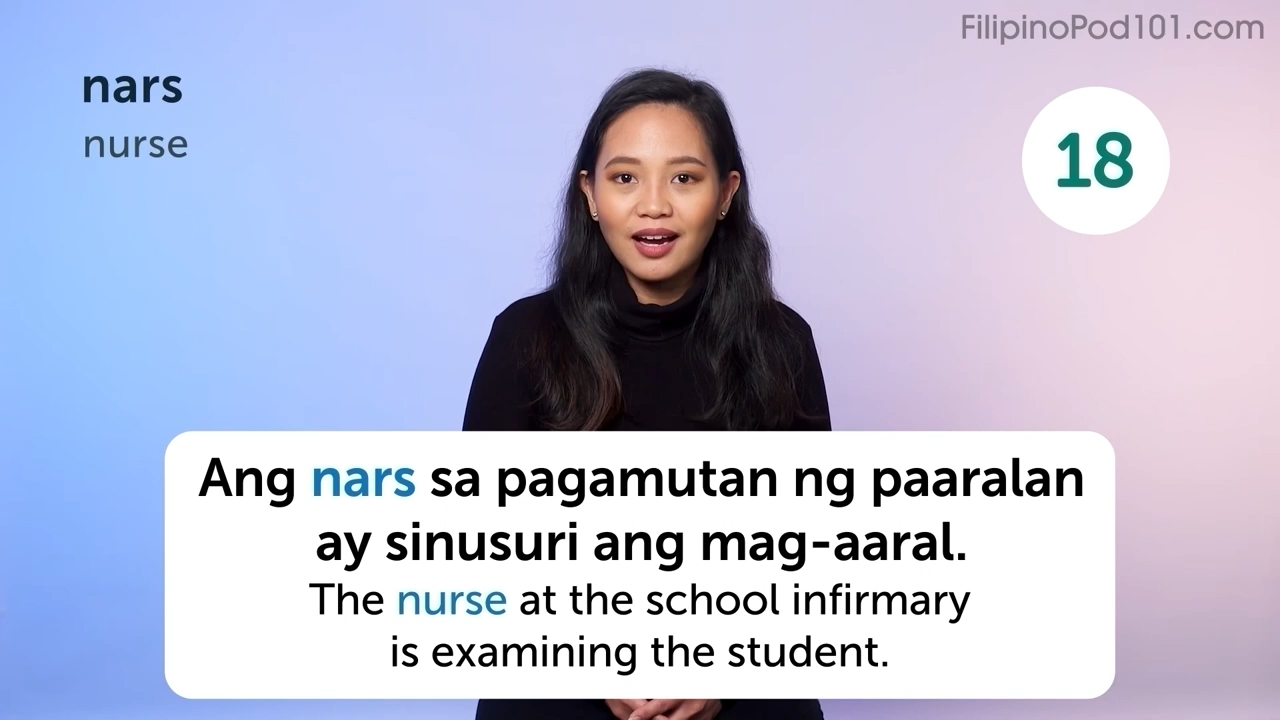 FilipinoPod101.com
nars
nurse
18
Ang nars sa pagamutan ng paaralan
ay sinusuri ang mag-aaral.
The nurse at the school infirmary
is examining the student.